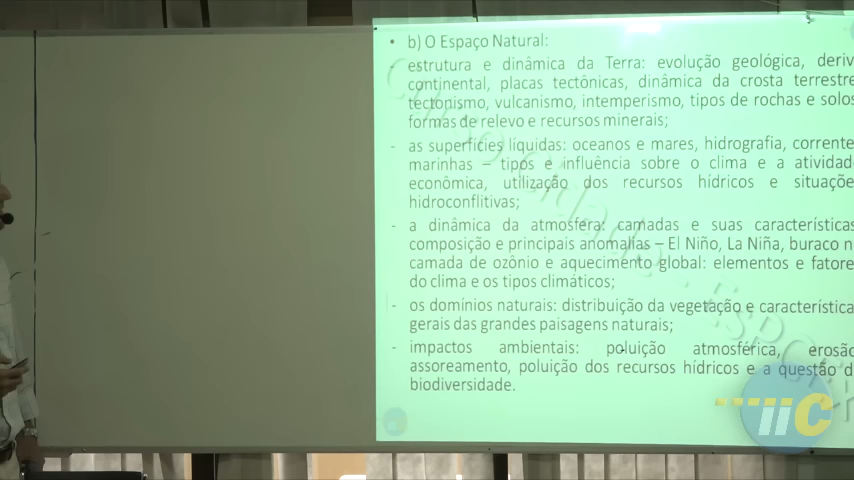 • b) O Espaço Natural:
- estrutura e dinâmica da Terra: evolução geológica, deriv
continental, placas tectônicas, dinâmica da crosta terrestre
tectonismo, vulcanismo, intemperismo, tipos de rochas e solos
formas de relevo e recursos minerais;
- as superfícies líquidas: oceanos e mares, hidrografia, corrente
marinhas – tipos e influência sobre o clima e a atividad
econômica, utilização dos recursos hídricos e situaçõe
hidroconflitivas;
- a dinâmica da atmosfera: camadas e suas características
composição e principais anomalias – El Niño, La Niña, buraco n
camada de ozônio e aquecimento global: elementos e fatore
do clima e os tipos climáticos;
- os domínios naturais: distribuição da vegetação e característica
gerais das grandes paisagens naturais;
- impactos ambientais: poluição atmosférica, erosão
assoreamento, poluição dos recursos hídricos e a questão d
biodiversidade.
Curso Cidade
EsPCEx
iiC